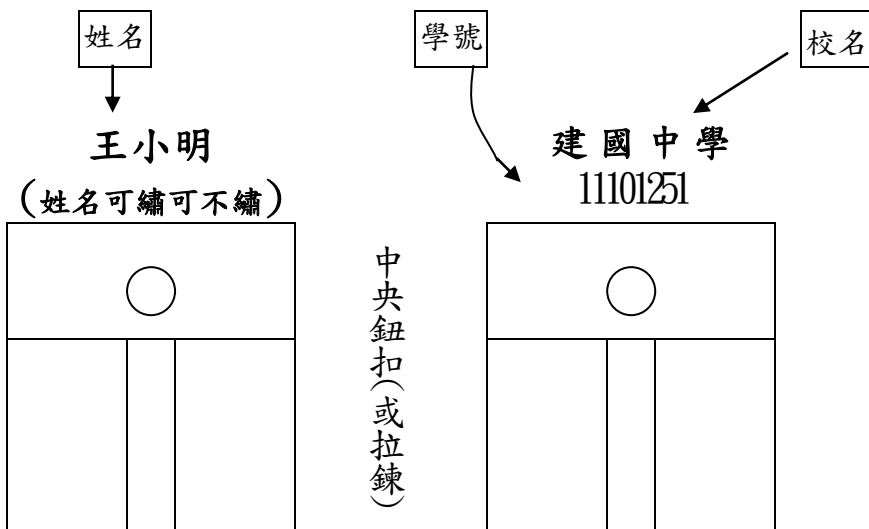 姓名
學號
校名
王小明
(姓名可繡可不繡)
建國中學
11101251
中央鈕扣(或拉鍊)